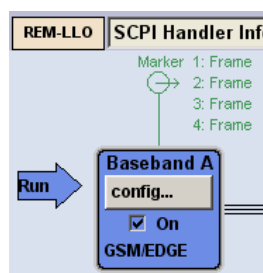 REM-LLO SCPI Handler Inf
Marker 1: Frame
2: Frame
3: Frame
4: Frame
Baseband A
Run config...
On
GSM/EDGE